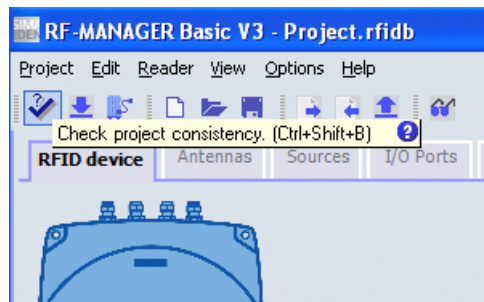 RF-MANAGER Basic V3 - Project.rfidb
Project Edit Reader View Options Help
Check project consistency. (Ctrl+Shift+B)
RFID device Antennas Sources I/O Ports